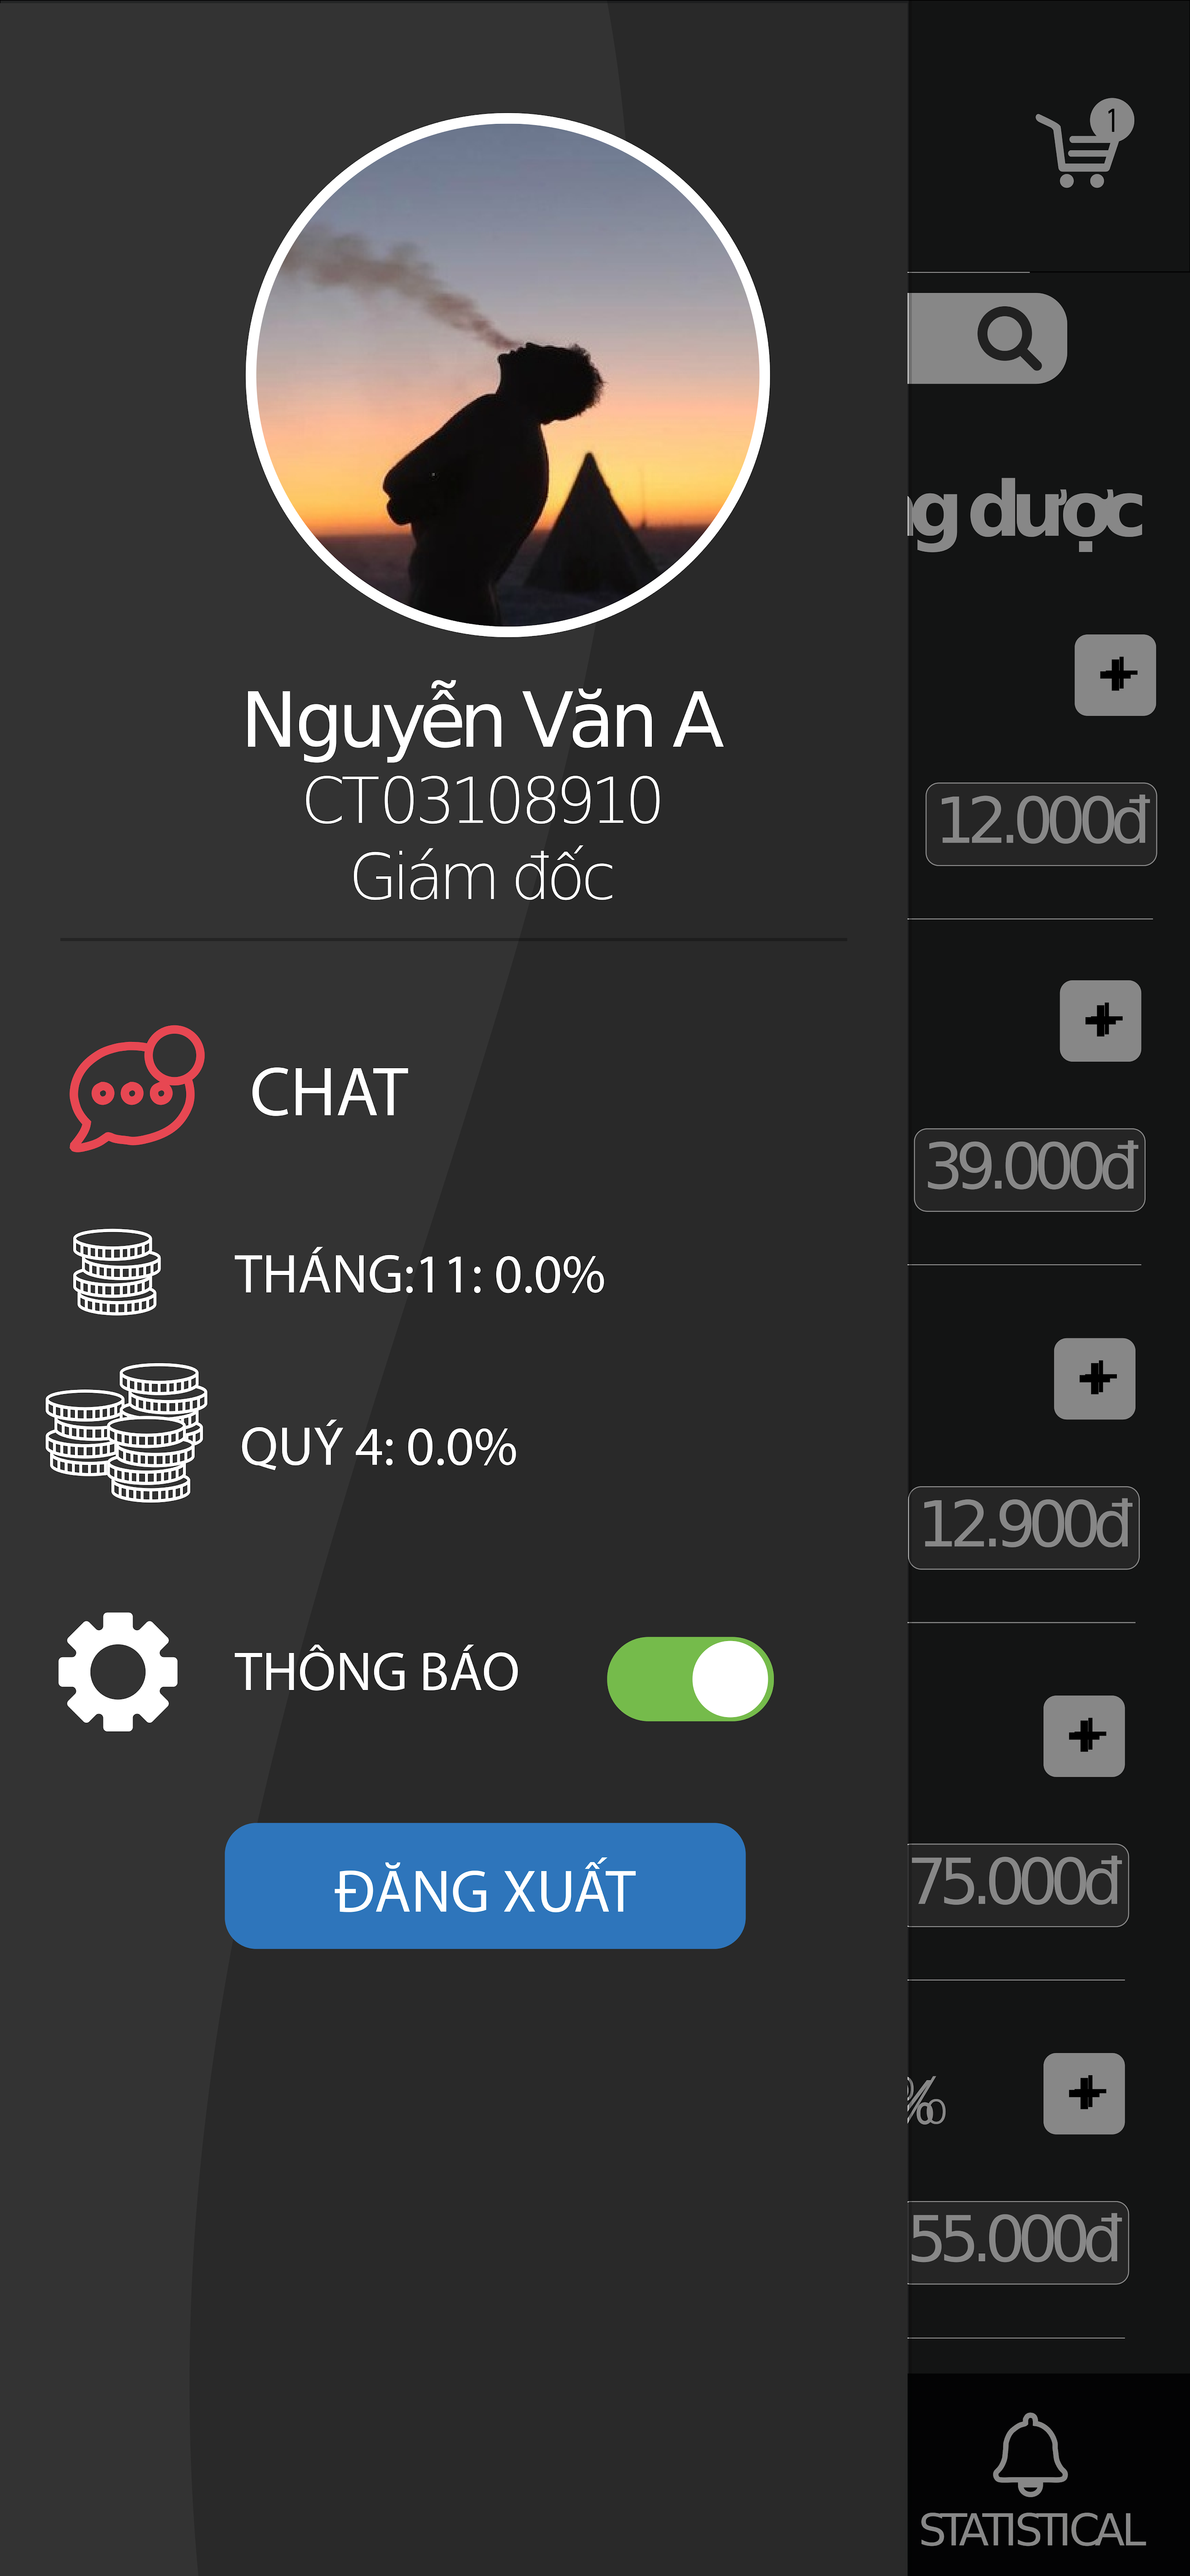 1
ng dược
Nguyễn Văn A
CT03108910
Giám đốc
12.000đ
CHAT
39.000đ
THÁNG:11: 0.0%
QUÝ 4: 0.0%
12.900đ
THÔNG BÁO
ĐĂNG XUẤT
75.000đ
%
55.000đ
STATISTICAL